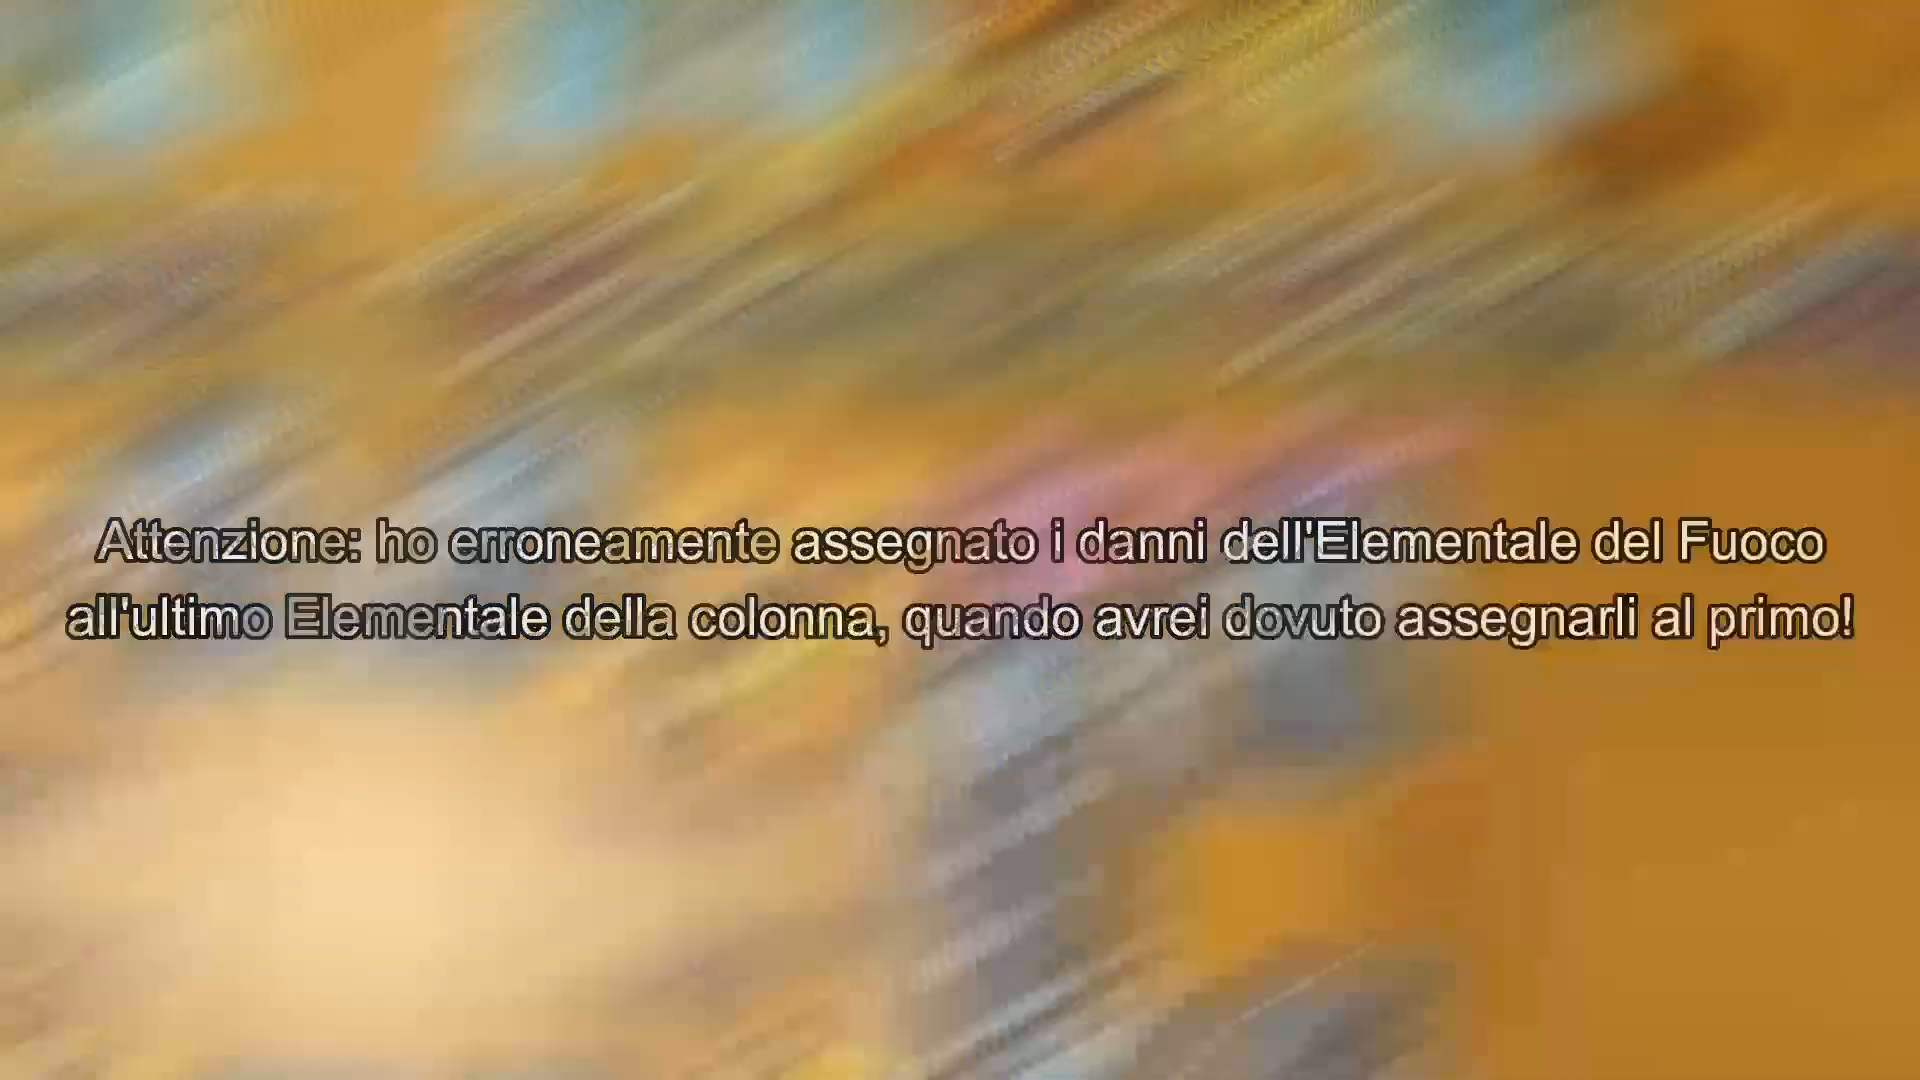 Attenzione: ho erroneamente assegnato i danni dell'Elementale del Fuoco
all'ultimo Elementale della colonna, quando avrei dovuto assegnarli al primo!